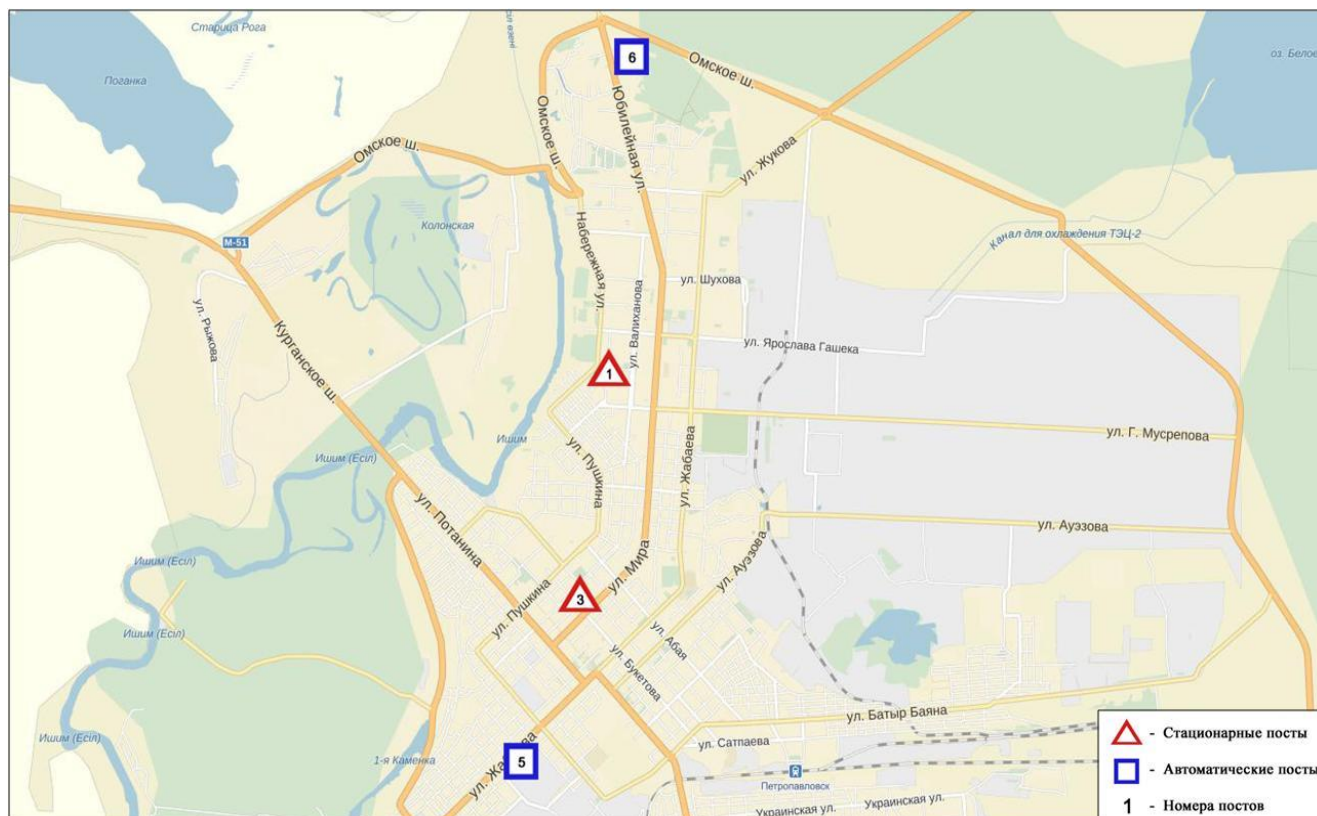 Старица Рога
Поганка
6
Омское ш.
оз. Белое
Омское ш.
Юбилейная ул.
Омское ш.
ул. Жукова
Колонская
М-51
Набережная ул.
Канал для охлаждения ТЭЦ-2
ул. Шухова
ул. Рыжова
ул. Валиханова
Курганское ш.
ул. Ярослава Гашека
1
Ишим
ул. Г. Мусрепова
Ишим (Есіл)
ул. Пушкина
ул. Жабаева
ул. Потанина
ул. Ауэзова
Ишим (Есіл)
ул. Мира
ул. Ауэзова
3
ул. Пушкина
Ишим (Есіл)
ул. Абая
ул. Букетова
ул. Батыр Баяна
Ишим (Есіл)
1-я Каменка
5
ул. Сатпаева
Петропавловск
Украинская ул.
Украинская ул.
- Стационарные посты
- Автоматические посты
1 - Номера постов